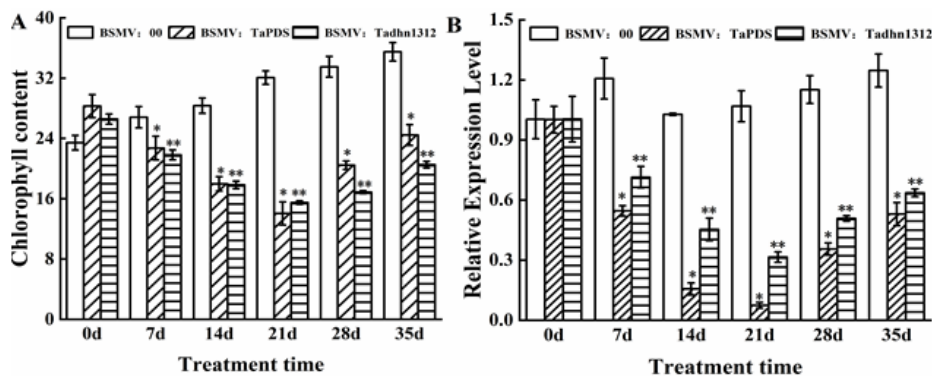 A
BSMV：00 BSMV：TaPDS BSMV：Tadhn1312
Chlorophyll content
40
32
24
16
8
0
* ** * ** * ** * ** * **
0d 7d 14d 21d 28d 35d
Treatment time
B
BSMV：00 BSMV：TaPDS BSMV：Tadhn1312
Relative Expression Level
1.5
1.2
0.9
0.6
0.3
0.0
* ** * ** * ** * ** * **
0d 7d 14d 21d 28d 35d
Treatment time